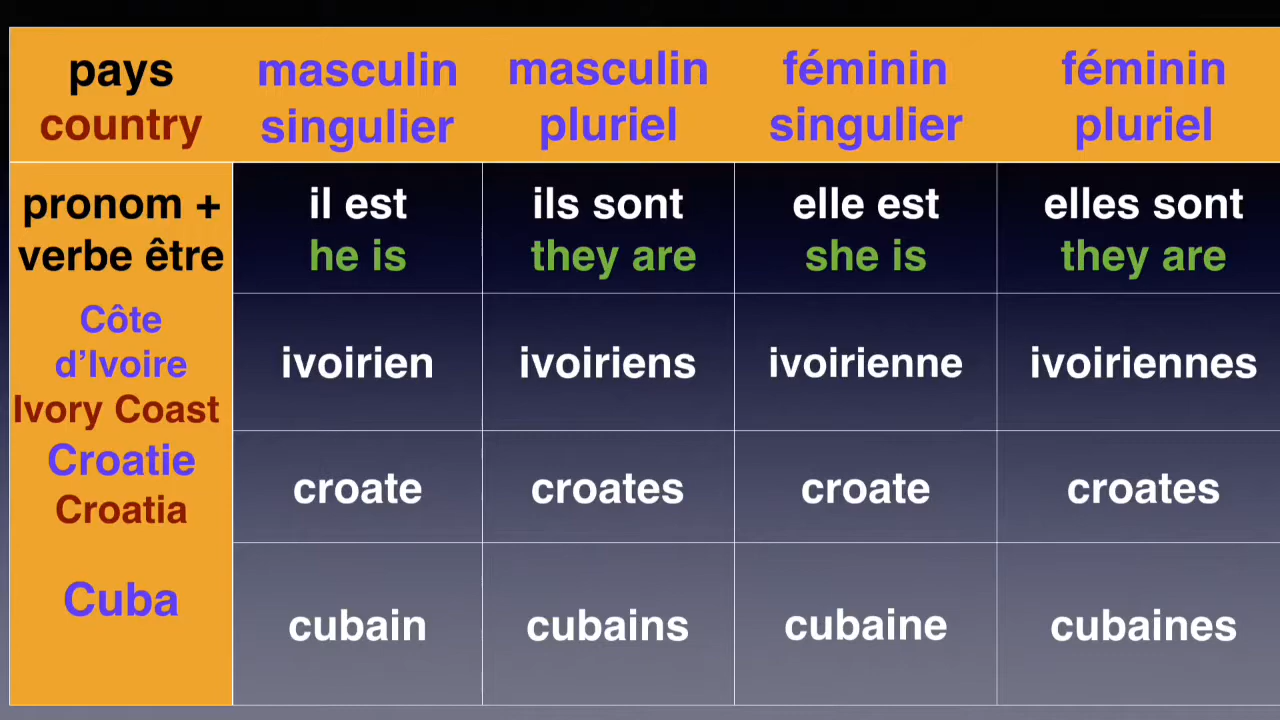 pays
country
masculin
singulier
masculin
pluriel
féminin
singulier
féminin
pluriel
pronom +
verbe être
il est
he is
ils sont
they are
elle est
she is
elles sont
they are
Côte
d’Ivoire
Ivory Coast
ivoirien
ivoiriens
ivoirienne
ivoiriennes
Croatie
Croatia
croate
croates
croate
croates
Cuba
cubain
cubains
cubaine
cubaines